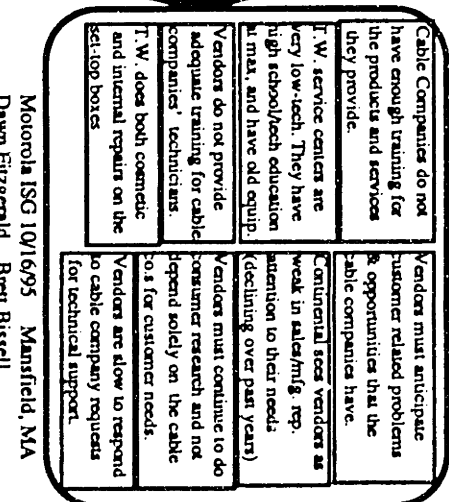 Cable Companies do not
have enough training for
the products and services
they provide.
T.W. service centers are
very low-tech. They have
high school/tech education
at max, and have old equip.
Vendors do not provide
adequate training for cable
companies' technicians.
T.W. does both cosmetic
and internal repairs on the
set-top boxes
Vendors must anticipate
customer related problems
& opportunities that the
cable companies have.
Continental sees vendors as
weak in sales/mfg. rep.
attention to their needs
(declining over past years)
Vendors must continue to do
consumer research and not
depend solely on the cable
co.s for customer needs.
Vendors are slow to respond
to cable company requests
for technical support.
Motorola ISG 10/16/95 Mansfield, MA
Dawn Fitzgerald Bret Bissell